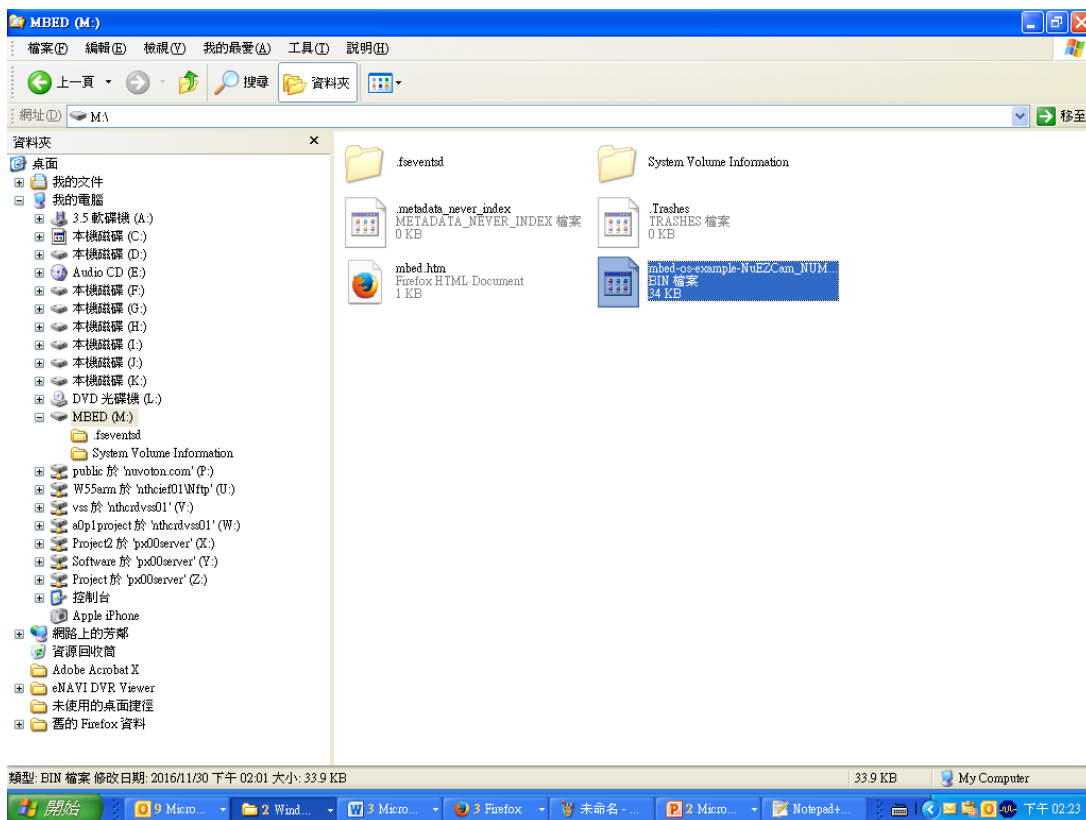 MBED (M:)
檔案(F) 編輯(E) 檢視(V) 我的最愛(A) 工具(T) 說明(H)
上一頁 搜尋 資料夾
網址(D) M:\ 移至
資料夾 x
桌面
我的文件
我的電腦
3.5 軟碟機 (A:)
本機磁碟 (C:)
本機磁碟 (D:)
Audio CD (E:)
本機磁碟 (F:)
本機磁碟 (G:)
本機磁碟 (H:)
本機磁碟 (I:)
本機磁碟 (J:)
本機磁碟 (K:)
DVD 光碟機 (L:)
MBED (M:)
.fseventsd
System Volume Information
public 於 'nuvoton.com' (P:)
W55arm 於 'nthcief01\Nftp' (U:)
vss 於 'nthcrdvss01' (V:)
a0p1project 於 'nthcrdvss01' (W:)
Project2 於 'px00server' (X:)
Software 於 'px00server' (Y:)
Project 於 'px00server' (Z:)
控制台
Apple iPhone
網路上的芳鄰
資源回收筒
Adobe Acrobat X
eNAVI DVR Viewer
未使用的桌面捷徑
舊的 Firefox 資料
.fseventsd
System Volume Information
.metadata_never_index
METADATA_NEVER_INDEX 檔案
0 KB
.Trashes
TRASHES 檔案
0 KB
mbed.htm
Firefox HTML Document
1 KB
mbed-os-example-NuEZCam_NUM...
BIN 檔案
34 KB
類型: BIN 檔案 修改日期: 2016/11/30 下午 02:01 大小: 33.9 KB 33.9 KB My Computer
開始 9 Micro... 2 Wind... 3 Micro... 3 Firefox 未命名 - ... 2 Micro... Notepad+... 下午 02:23